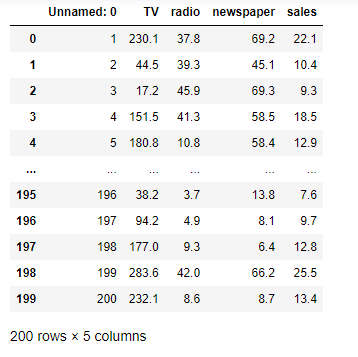 Unnamed: 0 TV radio newspaper sales
0 1 230.1 37.8 69.2 22.1
1 2 44.5 39.3 45.1 10.4
2 3 17.2 45.9 69.3 9.3
3 4 151.5 41.3 58.5 18.5
4 5 180.8 10.8 58.4 12.9
... ... ... ... ... ...
195 196 38.2 3.7 13.8 7.6
196 197 94.2 4.9 8.1 9.7
197 198 177.0 9.3 6.4 12.8
198 199 283.6 42.0 66.2 25.5
199 200 232.1 8.6 8.7 13.4
200 rows × 5 columns